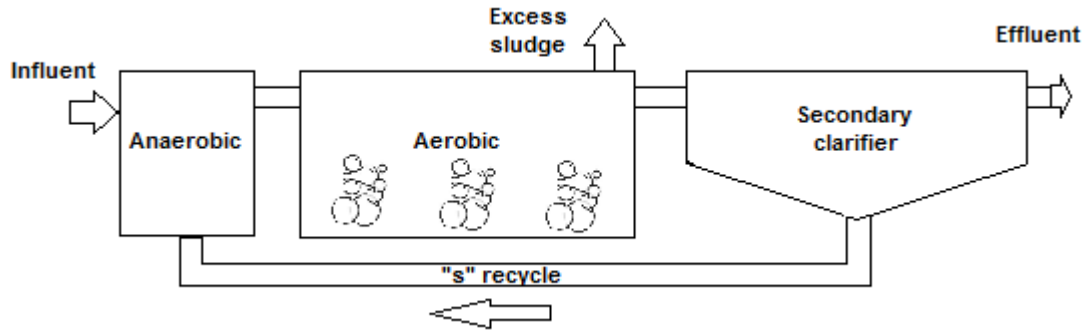 Influent
Anaerobic
Aerobic
Excess
sludge
Secondary
clarifier
Effluent
"s" recycle